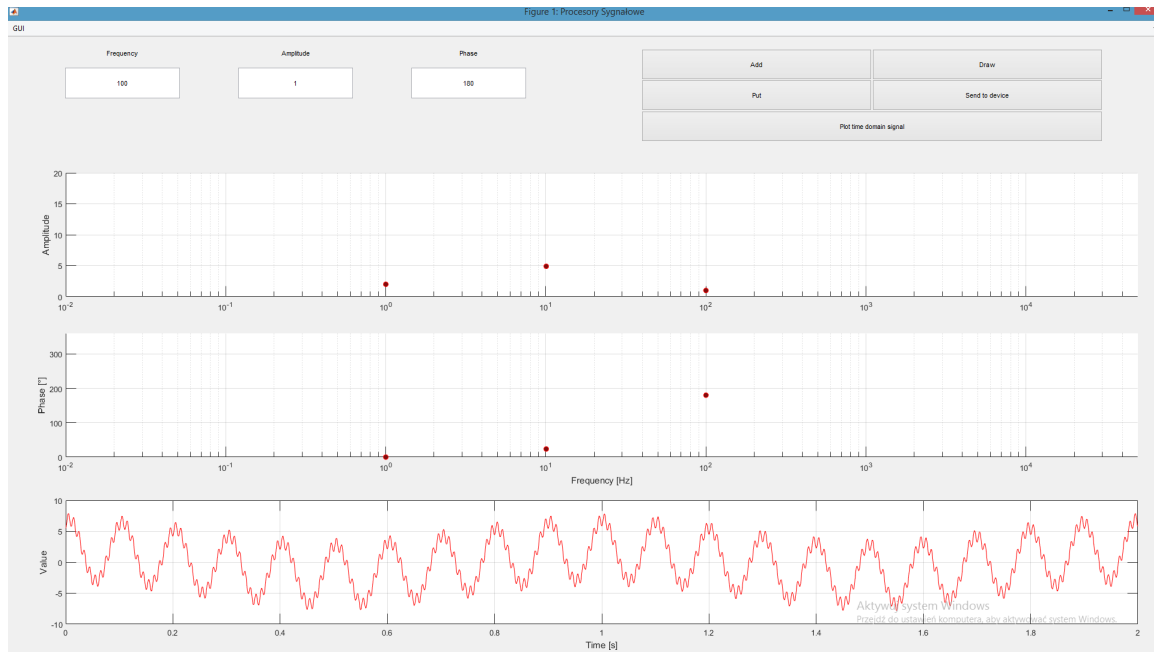 Figure 1: Procesory Sygnałowe
GUI
Frequency Amplitude Phase
100 1 180
Add Draw
Put Send to device
Plot time domain signal
20
15
10
5
0
Amplitude
10⁻² 10⁻¹ 10⁰ 10¹ 10² 10³ 10⁴
300
200
100
0
Phase [°]
10⁻² 10⁻¹ 10⁰ 10¹ 10² 10³ 10⁴
Frequency [Hz]
10
5
0
-5
-10
Value
0 0.2 0.4 0.6 0.8 1 1.2 1.4 1.6 1.8 2
Time [s]
Aktywuj system Windows
Przejdź do ustawień komputera, aby aktywować system Windows.